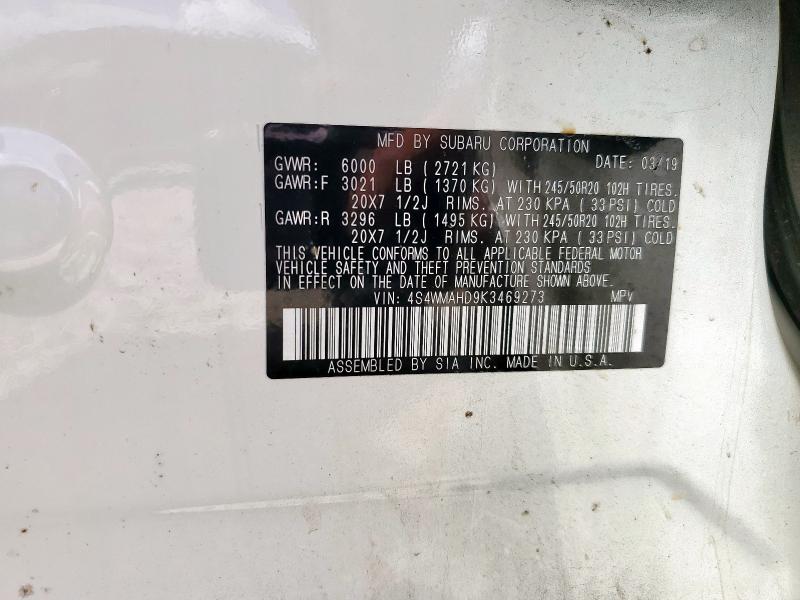 MFD BY SUBARU CORPORATION
GVWR: 6000 LB (2721 KG) DATE: 03/19
GAWR:F 3021 LB (1370 KG) WITH 245/50R20 102H TIRES.
20X7 1/2J RIMS. AT 230 KPA (33 PSI) COLD
GAWR:R 3296 LB (1495 KG) WITH 245/50R20 102H TIRES.
20X7 1/2J RIMS. AT 230 KPA (33 PSI) COLD
THIS VEHICLE CONFORMS TO ALL APPLICABLE FEDERAL MOTOR
VEHICLE SAFETY AND THEFT PREVENTION STANDARDS
IN EFFECT ON DATE OF MANUFACTURE SHOWN ABOVE.
VIN: 4S4WMAHD9K3469273 MPV
ASSEMBLED BY SIA INC. MADE IN U.S.A.